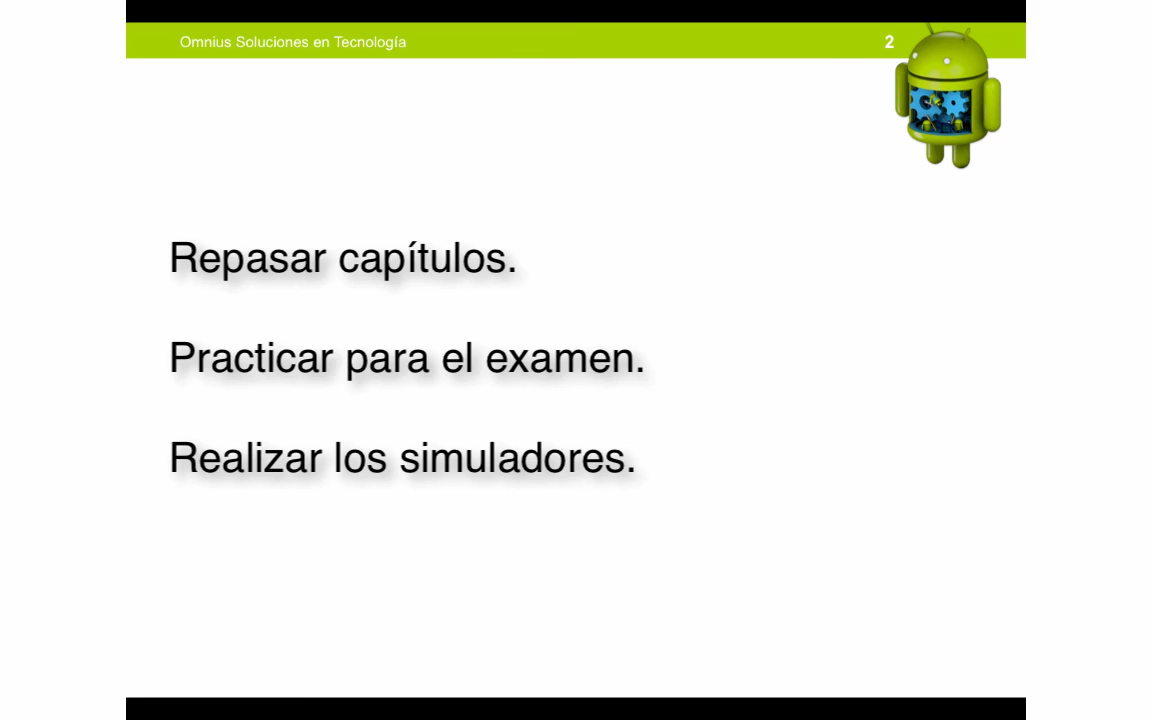 Omnius Soluciones en Tecnología
2
Repasar capítulos.
Practicar para el examen.
Realizar los simuladores.